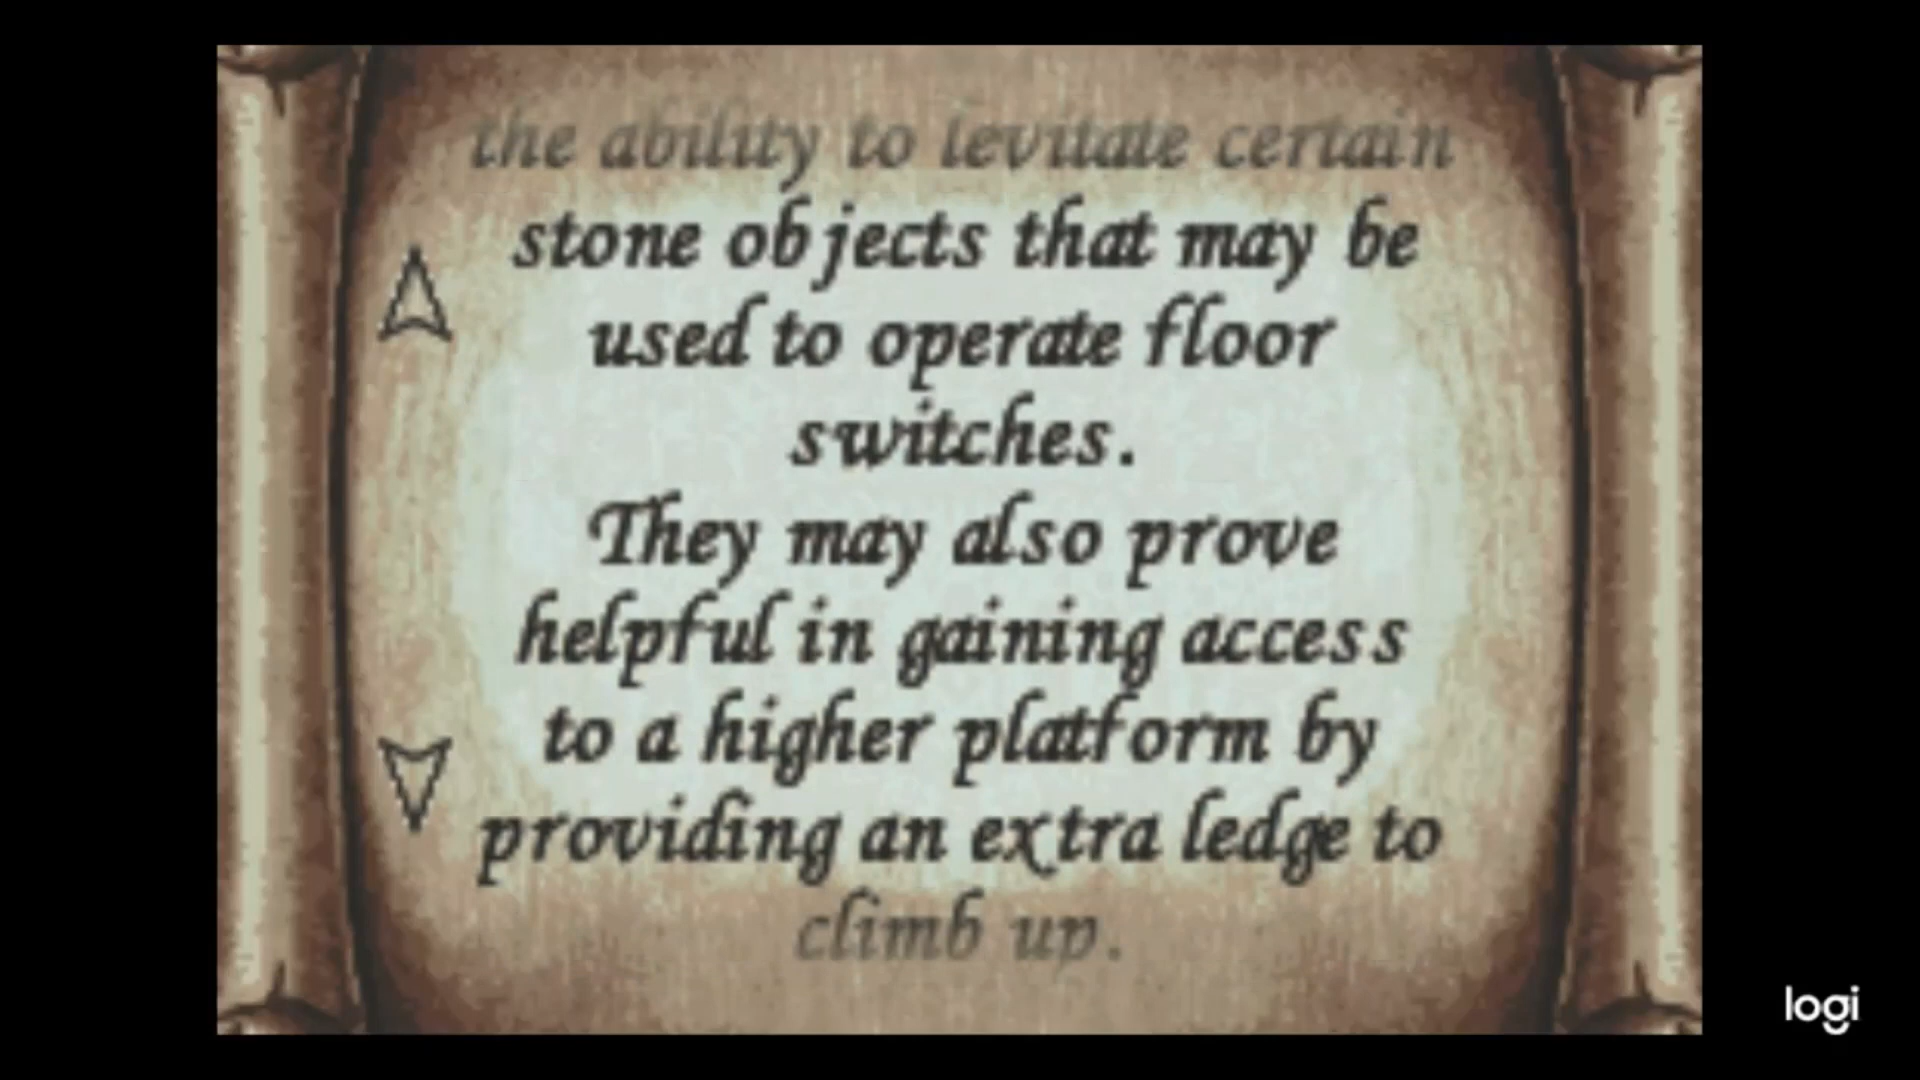 the ability to levitate certain
stone objects that may be
used to operate floor
switches.
They may also prove
helpful in gaining access
to a higher platform by
providing an extra ledge to
climb up.
logi